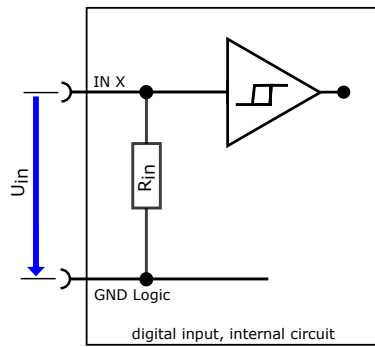 IN X
Uin
Rin
GND Logic
digital input, internal circuit